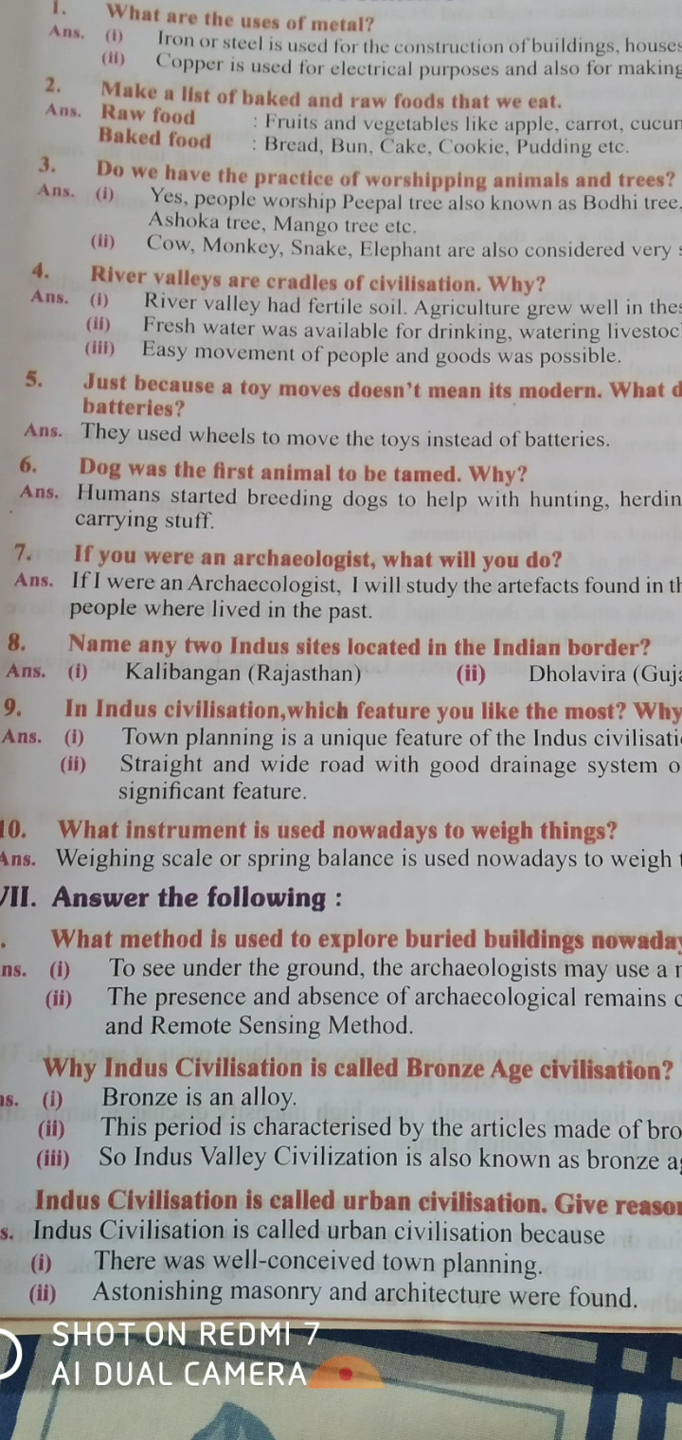 1. What are the uses of metal?
Ans. (i) Iron or steel is used for the construction of buildings, houses
(ii) Copper is used for electrical purposes and also for making
2. Make a list of baked and raw foods that we eat.
Ans. Raw food : Fruits and vegetables like apple, carrot,
Baked food : Bread, Bun, Cake, Cookie, Pudding etc.
3. Do we have the practice of worshipping animals and trees?
Ans. (i) Yes, people worship Peepal tree also known as Bodhi tree,
Ashoka tree, Mango tree etc.
(ii) Cow, Monkey, Snake, Elephant are also considered very
4. River valleys are cradles of civilisation. Why?
Ans. (i) River valley had fertile soil. Agriculture grew well in
(ii) Fresh water was available for drinking, watering
(iii) Easy movement of people and goods was possible.
5. Just because a toy moves doesn't mean its modern. What
batteries?
Ans. They used wheels to move the toys instead of batteries.
6. Dog was the first animal to be tamed. Why?
Ans. Humans started breeding dogs to help with hunting,
carrying stuff.
7. If you were an archaeologist, what will you do?
Ans. If I were an Archaecologist, I will study the artefacts found in
people where lived in the past.
8. Name any two Indus sites located in the Indian border?
Ans. (i) Kalibangan (Rajasthan) (ii) Dholavira
9. In Indus civilisation,which feature you like the most? Why
Ans. (i) Town planning is a unique feature of the Indus
(ii) Straight and wide road with good drainage system
significant feature.
10. What instrument is used nowadays to weigh things?
Ans. Weighing scale or spring balance is used nowadays to weigh
VII. Answer the following :
What method is used to explore buried buildings
ns. (i) To see under the ground, the archaeologists may use a
(ii) The presence and absence of archaecological remains
and Remote Sensing Method.
Why Indus Civilisation is called Bronze Age civilisation?
s. (i) Bronze is an alloy.
(ii) This period is characterised by the articles made of
(iii) So Indus Valley Civilization is also known as bronze
Indus Civilisation is called urban civilisation. Give
s. Indus Civilisation is called urban civilisation because
(i) There was well-conceived town planning.
(ii) Astonishing masonry and architecture were found.
SHOT ON REDMI 7
AI DUAL CAMERA